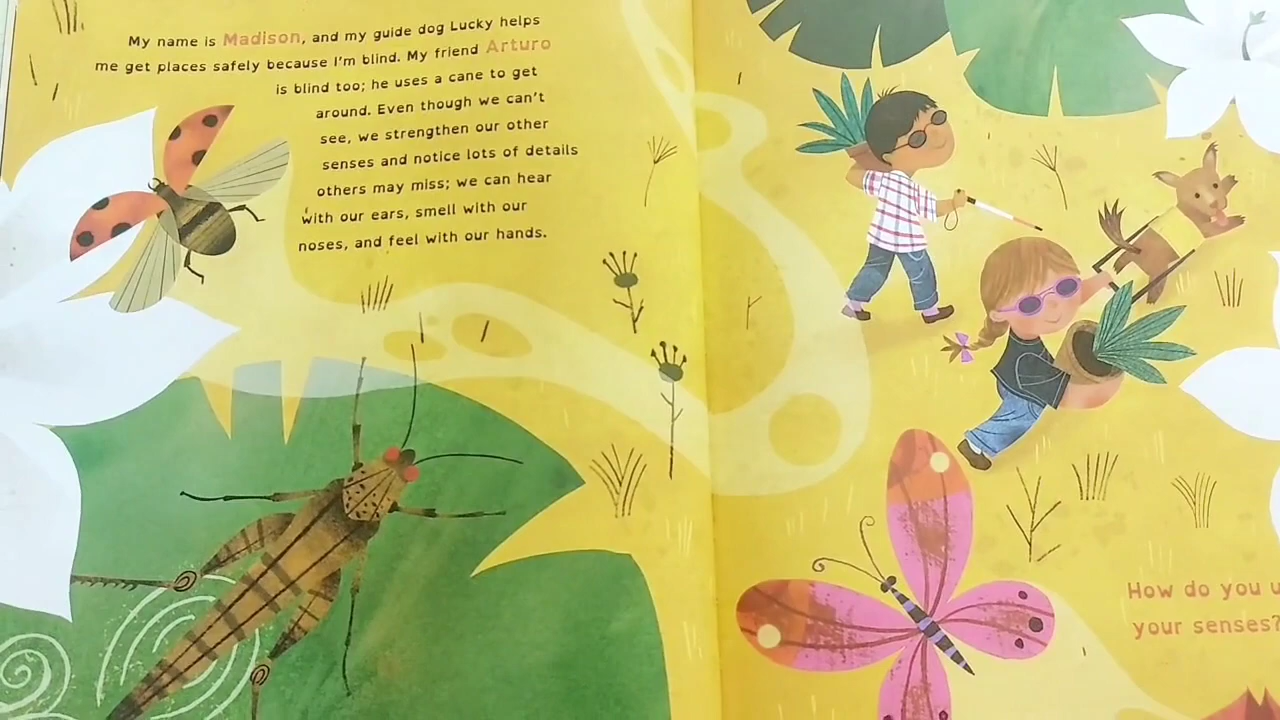 My name is Madison, and my guide dog Lucky helps
me get places safely because I'm blind. My friend Arturo
is blind too; he uses a cane to get
around. Even though we can't
see, we strengthen our other
senses and notice lots of details
others may miss; we can hear
with our ears, smell with our
noses, and feel with our hands.
How do you
your senses?